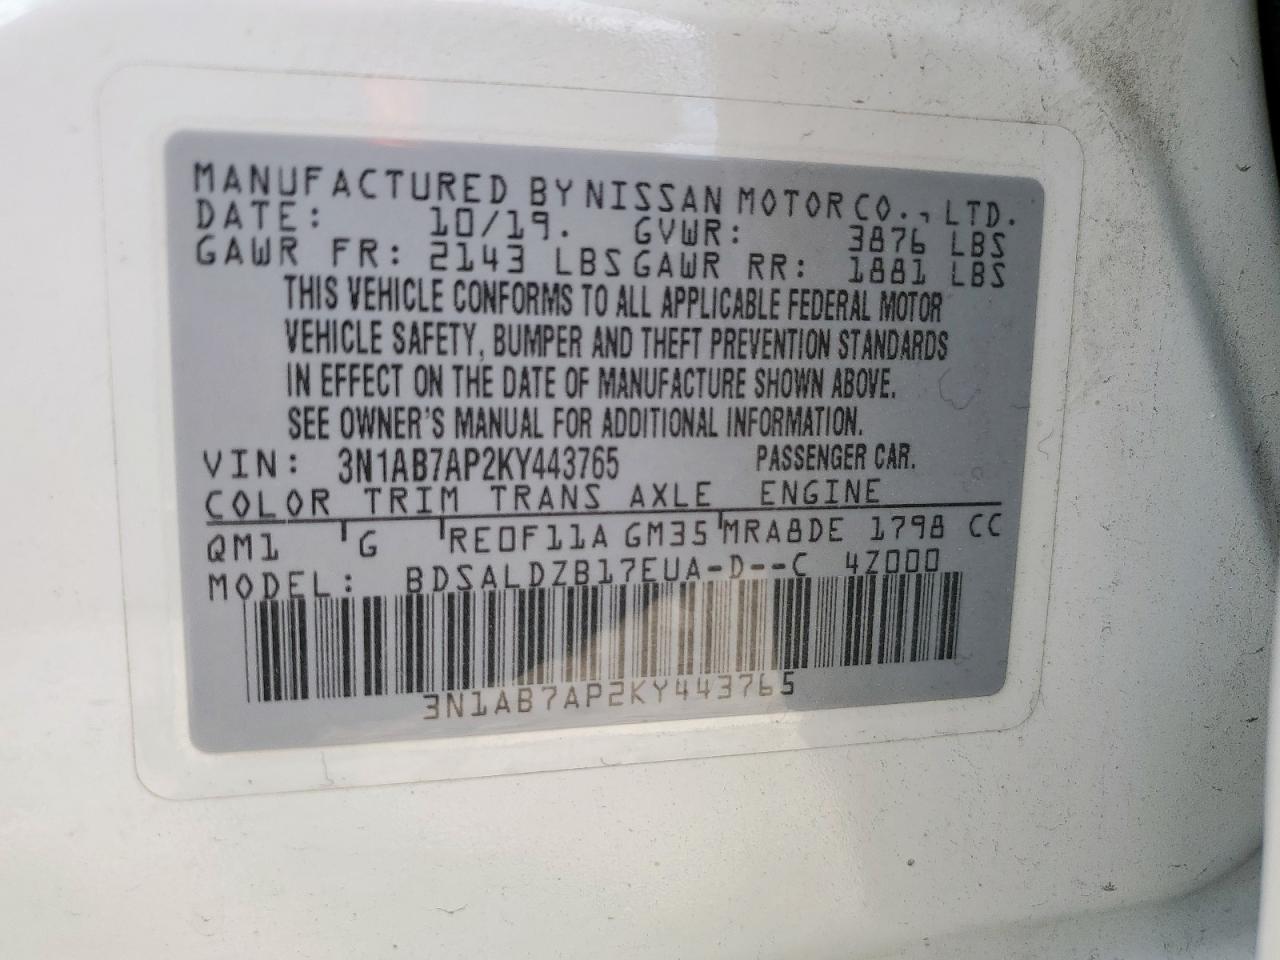 MANUFACTURED BY NISSAN MOTOR CO., LTD.
DATE: 10/19. GVWR: 3876 LBS
GAWR FR: 2143 LBS GAWR RR: 1881 LBS
THIS VEHICLE CONFORMS TO ALL APPLICABLE FEDERAL MOTOR
VEHICLE SAFETY, BUMPER AND THEFT PREVENTION STANDARDS
IN EFFECT ON THE DATE OF MANUFACTURE SHOWN ABOVE.
SEE OWNER'S MANUAL FOR ADDITIONAL INFORMATION.
VIN: 3N1AB7AP2KY443765 PASSENGER CAR.
COLOR TRIM TRANS AXLE ENGINE
QM1 G RE0F11A GM35 MRA8DE 1798 CC
MODEL: BDSALDZB17EUA-D--C 4Z000
3N1AB7AP2KY443765